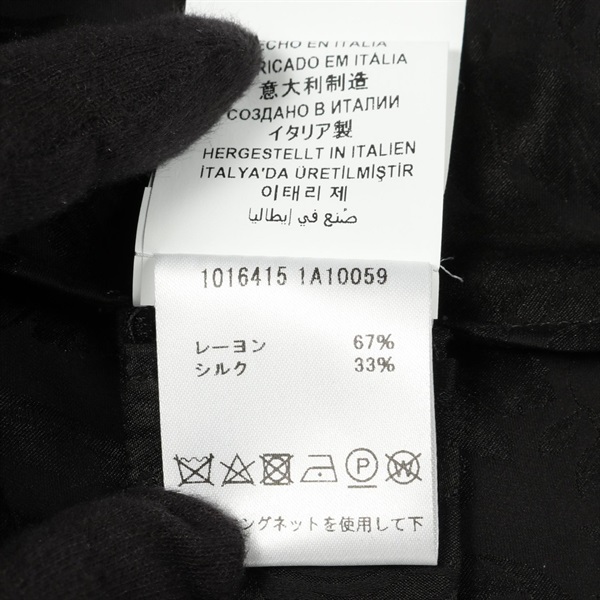 ECHO EN ITALIA
RICADO EM ITÁLIA
意大利制造
СОЗДАНО В ИТАЛИИ
イタリア製
HERGESTELLT IN ITALIEN
İTALYA'DA ÜRETİLMİŞTİR
이태리 제
صُنع في إيطاليا
1016415 1A10059
レーヨン 67%
シルク 33%
P W
ングネットを使用して下